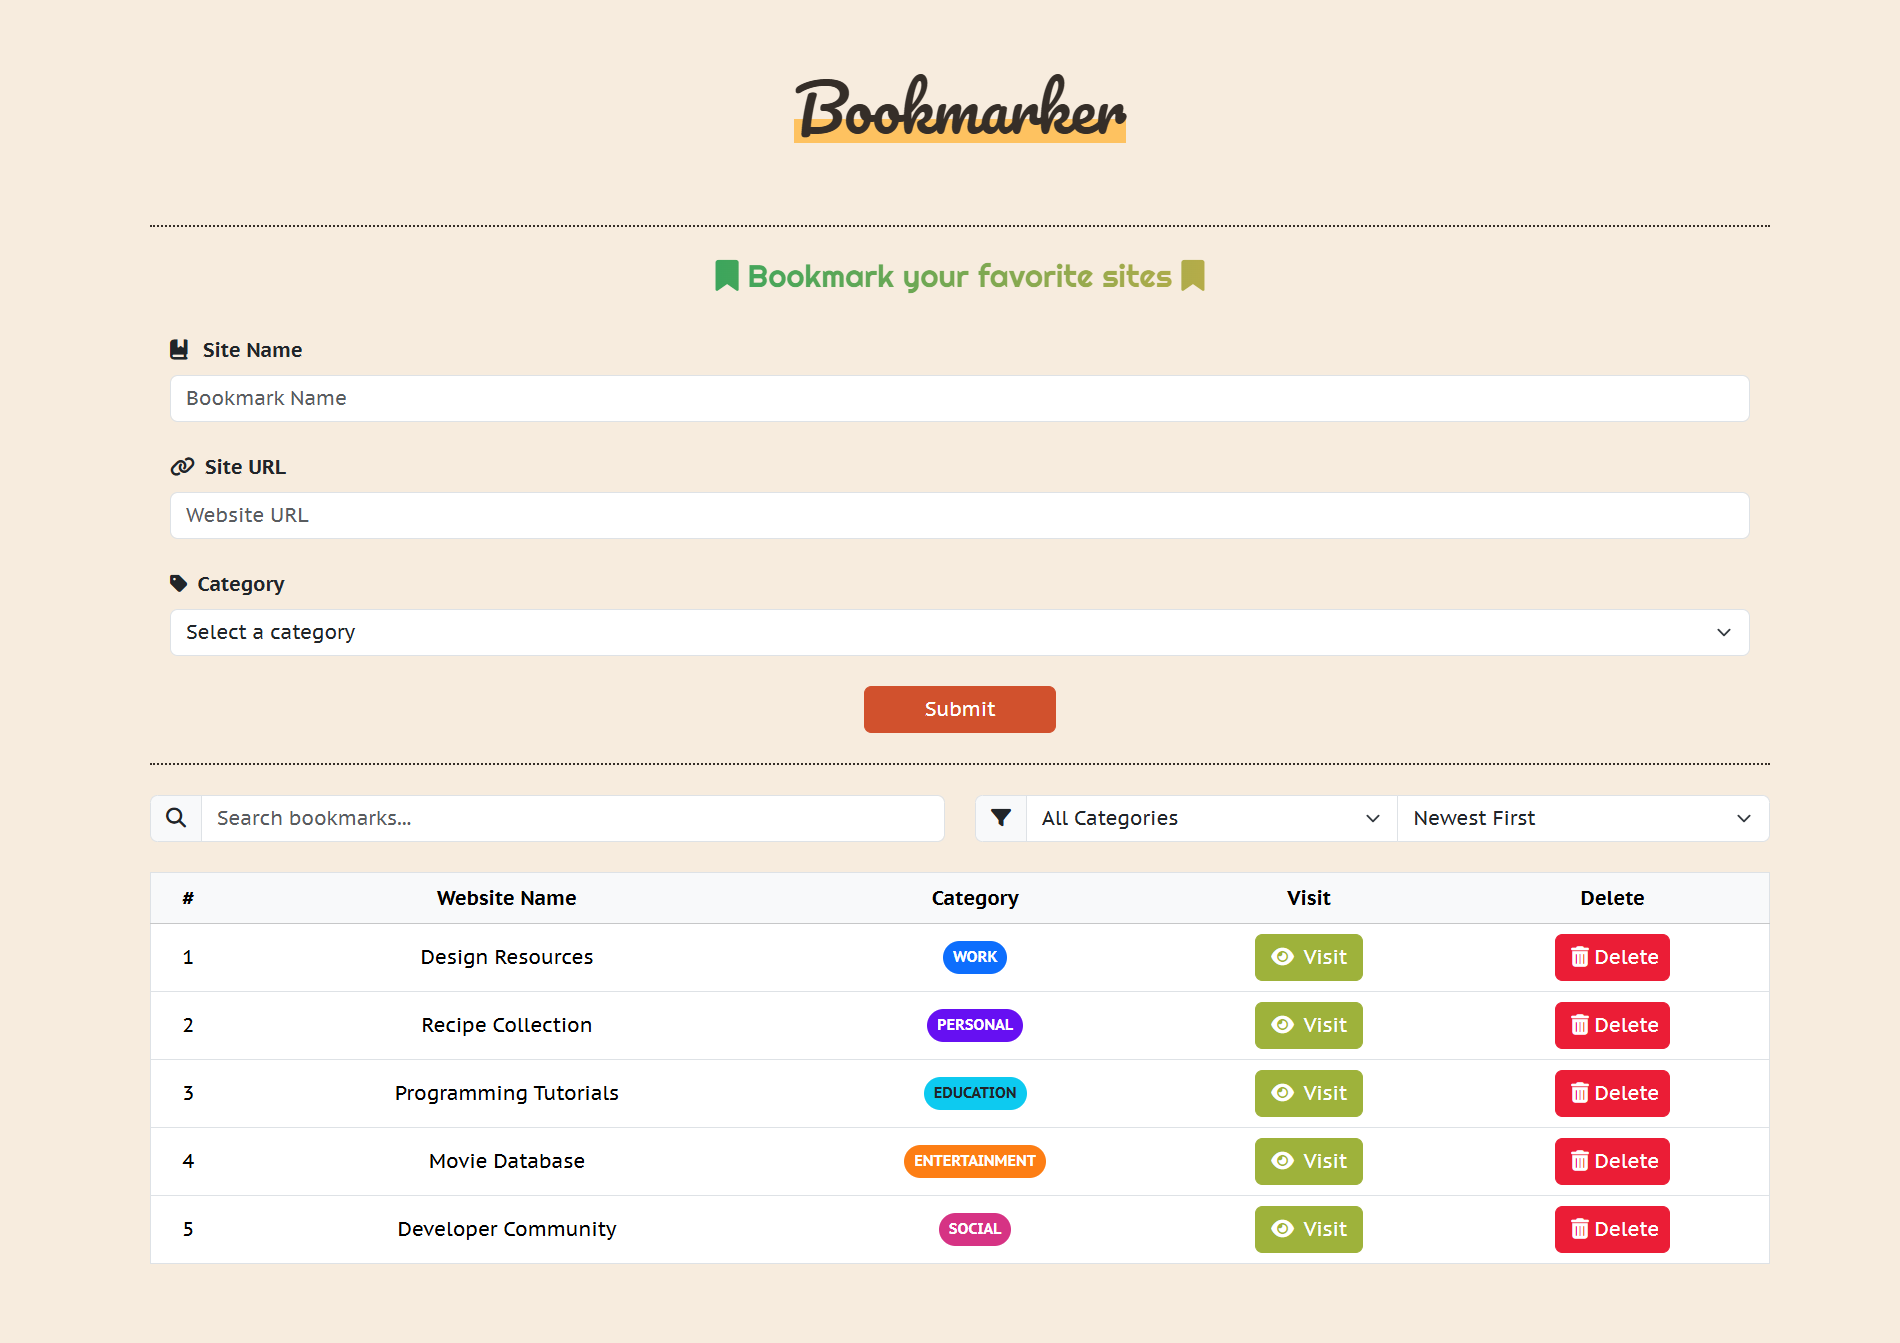 Bookmarker
Bookmark your favorite sites
Site Name
Bookmark Name
Site URL
Website URL
Category
Select a category
Submit
Search bookmarks... All Categories Newest First
# Website Name Category Visit Delete
1 Design Resources WORK Visit Delete
2 Recipe Collection PERSONAL Visit Delete
3 Programming Tutorials EDUCATION Visit Delete
4 Movie Database ENTERTAINMENT Visit Delete
5 Developer Community SOCIAL Visit Delete